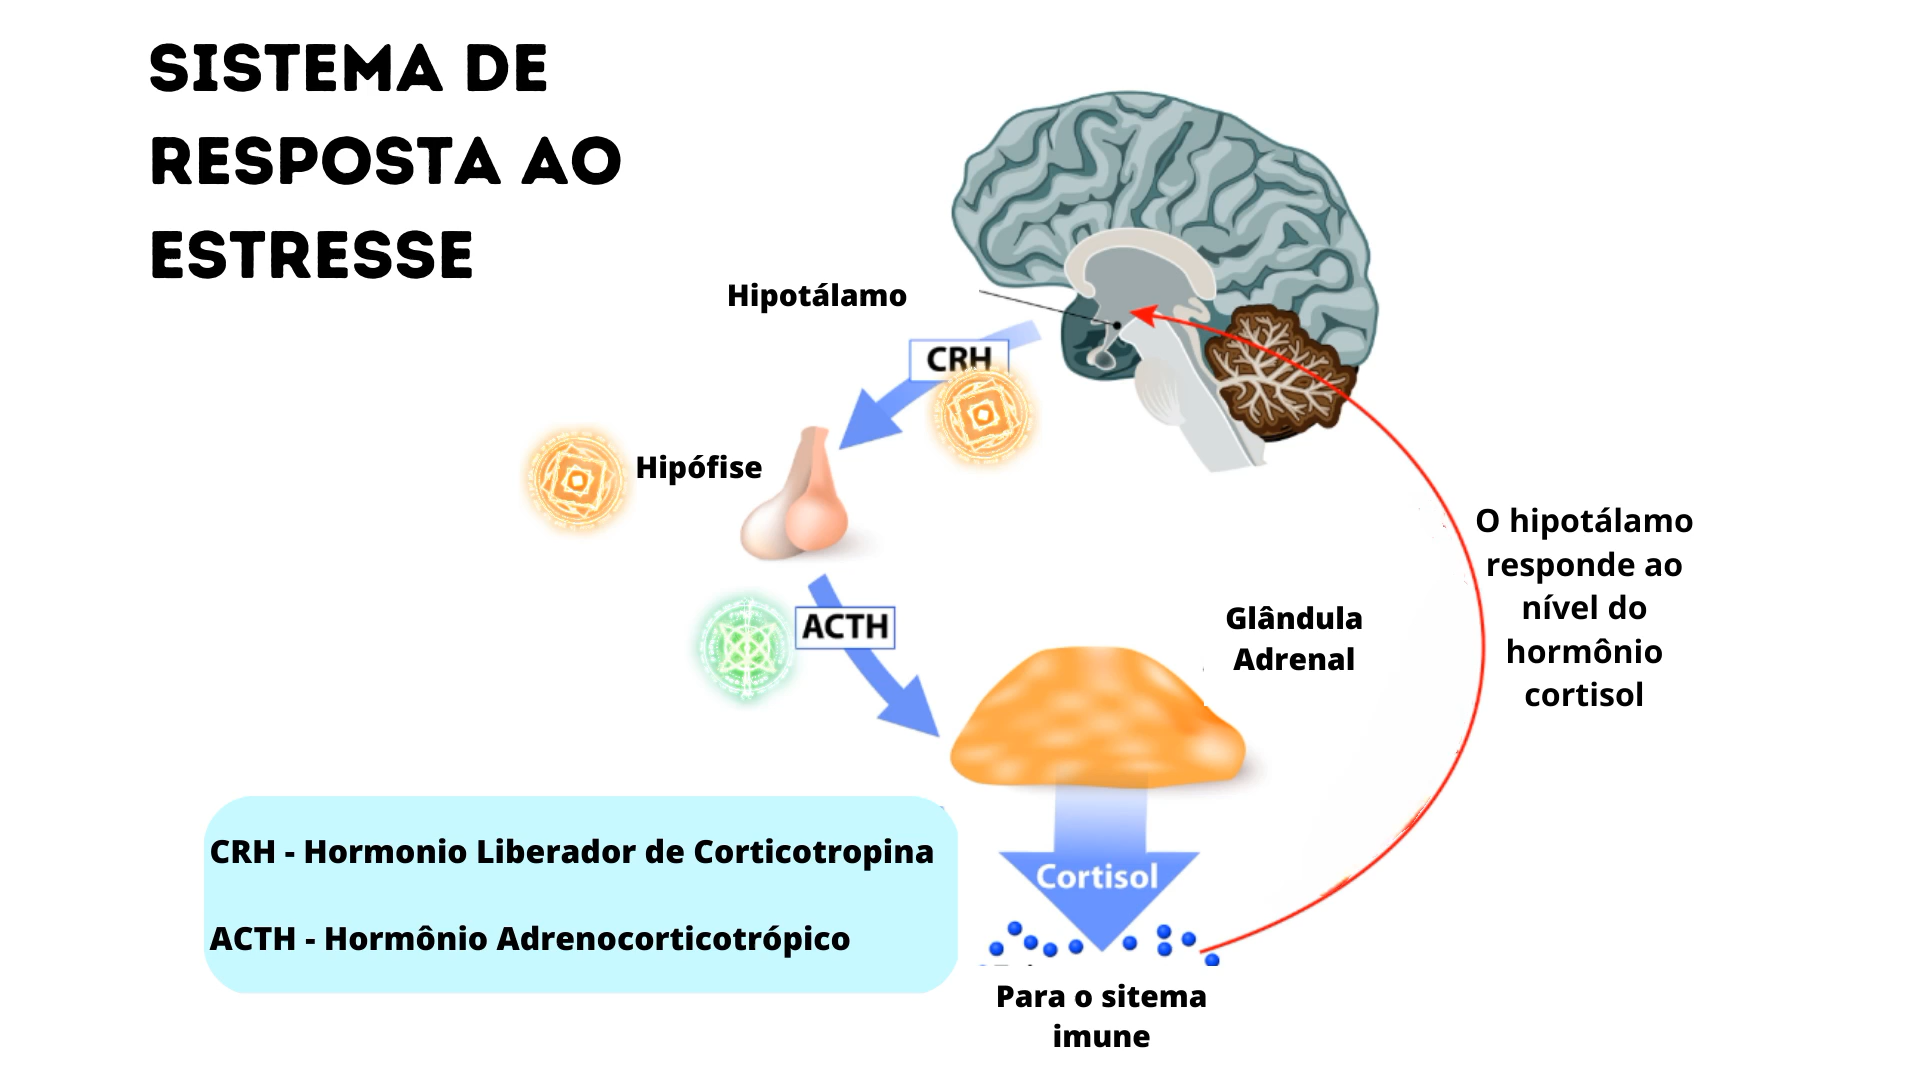 SISTEMA DE
RESPOSTA AO
ESTRESSE
Hipotálamo
CRH
Hipófise
ACTH
Glândula
Adrenal
O hipotálamo
responde ao
nível do
hormônio
cortisol
Cortisol
CRH - Hormonio Liberador de Corticotropina
ACTH - Hormônio Adrenocorticotrópico
Para o sitema
imune